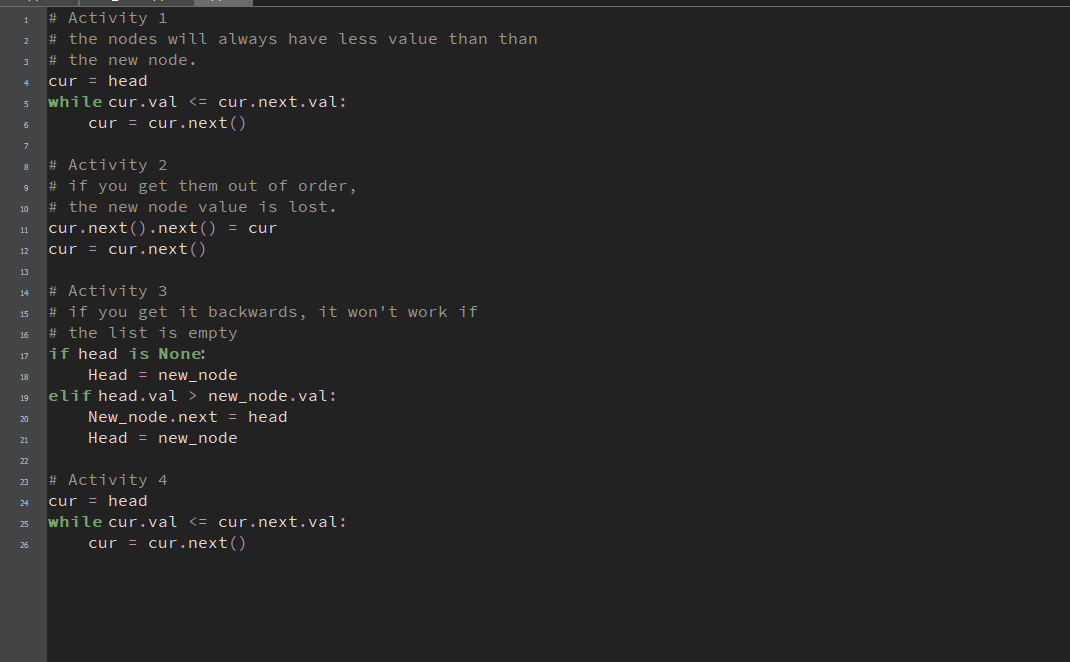 1 # Activity 1
2 # the nodes will always have less value than than
3 # the new node.
4 cur = head
5 while cur.val <= cur.next.val:
6     cur = cur.next()
7
8 # Activity 2
9 # if you get them out of order,
10 # the new node value is lost.
11 cur.next().next() = cur
12 cur = cur.next()
13
14 # Activity 3
15 # if you get it backwards, it won't work if
16 # the list is empty
17 if head is None:
18     Head = new_node
19 elif head.val > new_node.val:
20     New_node.next = head
21     Head = new_node
22
23 # Activity 4
24 cur = head
25 while cur.val <= cur.next.val:
26     cur = cur.next()